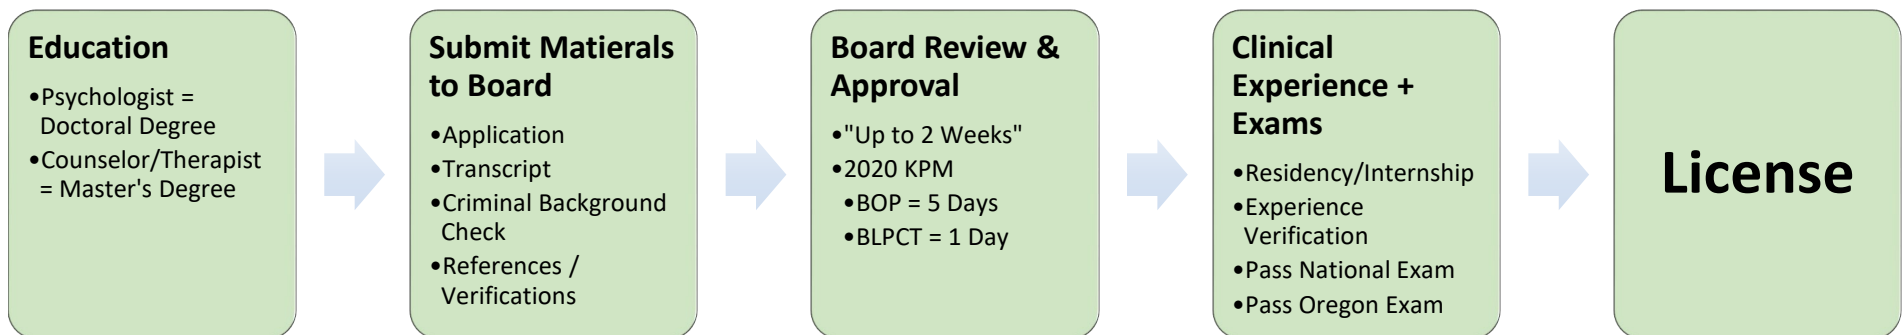 Education
•Psychologist =
Doctoral Degree
•Counselor/Therapist
= Master's Degree
Submit Matierals
to Board
•Application
•Transcript
•Criminal Background
Check
•References /
Verifications
Board Review &
Approval
•"Up to 2 Weeks"
•2020 KPM
•BOP = 5 Days
•BLPCT = 1 Day
Clinical
Experience +
Exams
•Residency/Internship
•Experience
Verification
•Pass National Exam
•Pass Oregon Exam
License